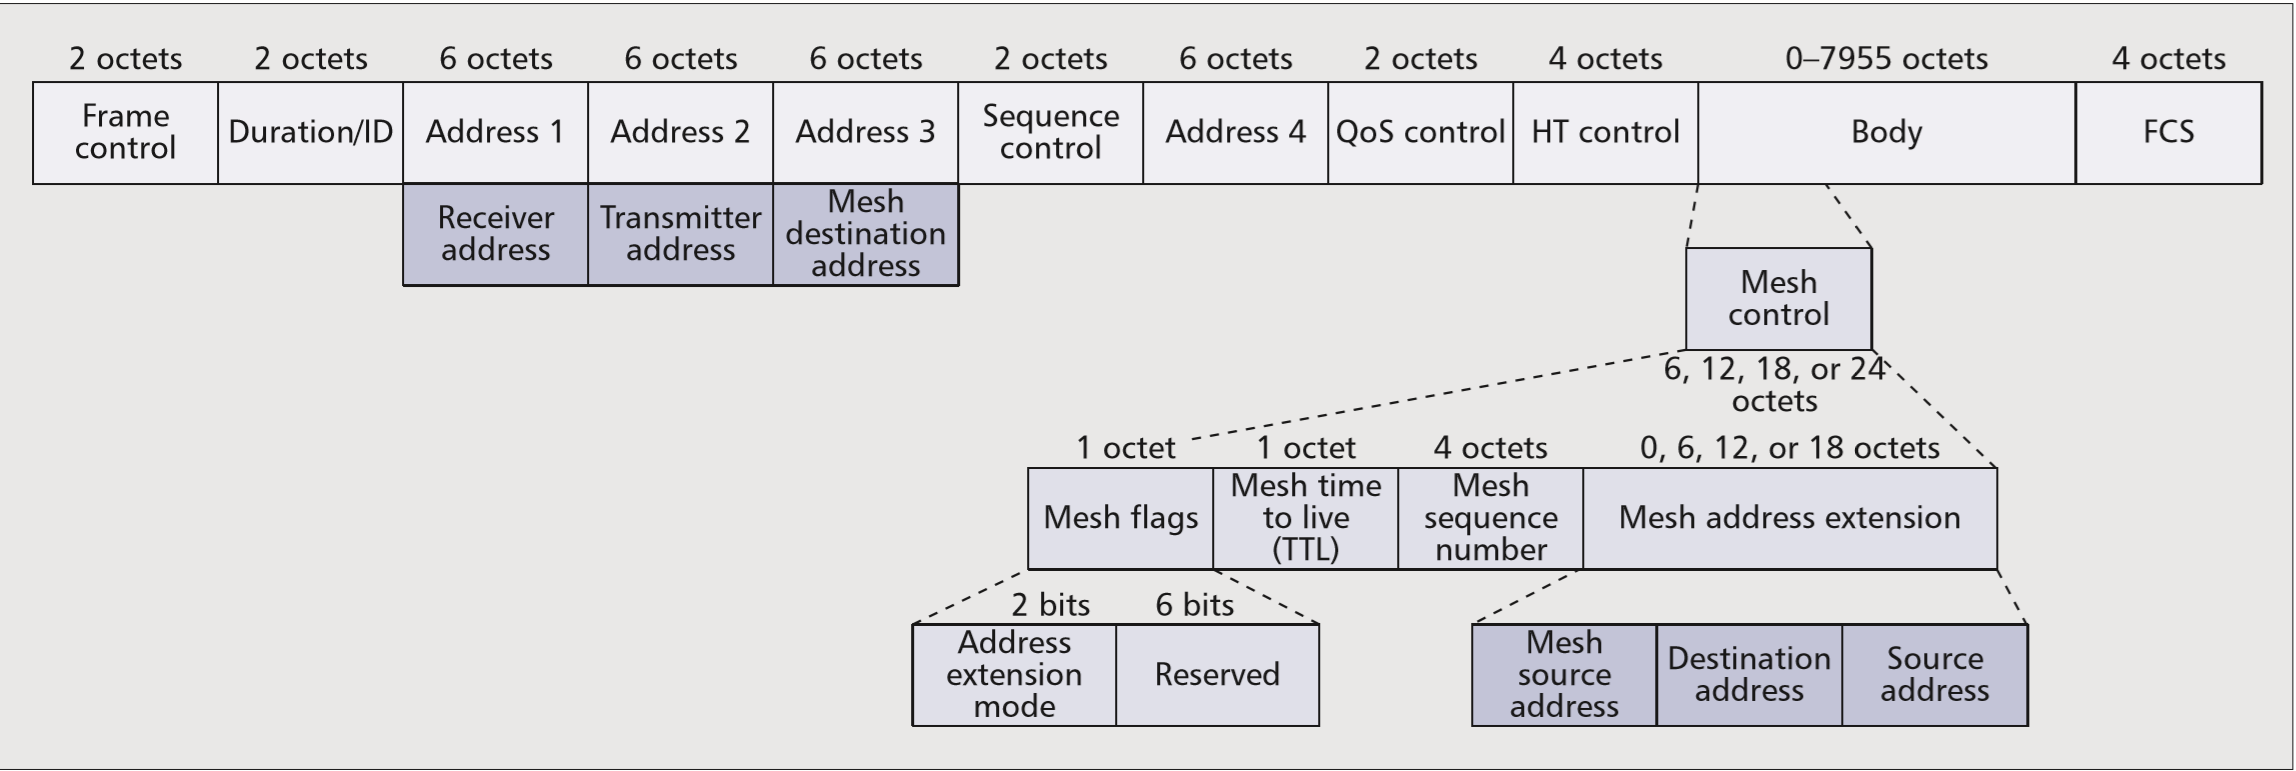 2 octets 2 octets 6 octets 6 octets 6 octets 2 octets 6 octets 2 octets 4 octets 0–7955 octets 4 octets
Frame
control
Duration/ID
Address 1
Address 2
Address 3
Sequence
control
Address 4
QoS control
HT control
Body
FCS
Receiver
address
Transmitter
address
Mesh
destination
address
Mesh
control
6, 12, 18, or 24
octets
1 octet 1 octet 4 octets 0, 6, 12, or 18 octets
Mesh flags
Mesh time
to live
(TTL)
Mesh
sequence
number
Mesh address extension
2 bits 6 bits
Address
extension
mode
Reserved
Mesh
source
address
Destination
address
Source
address